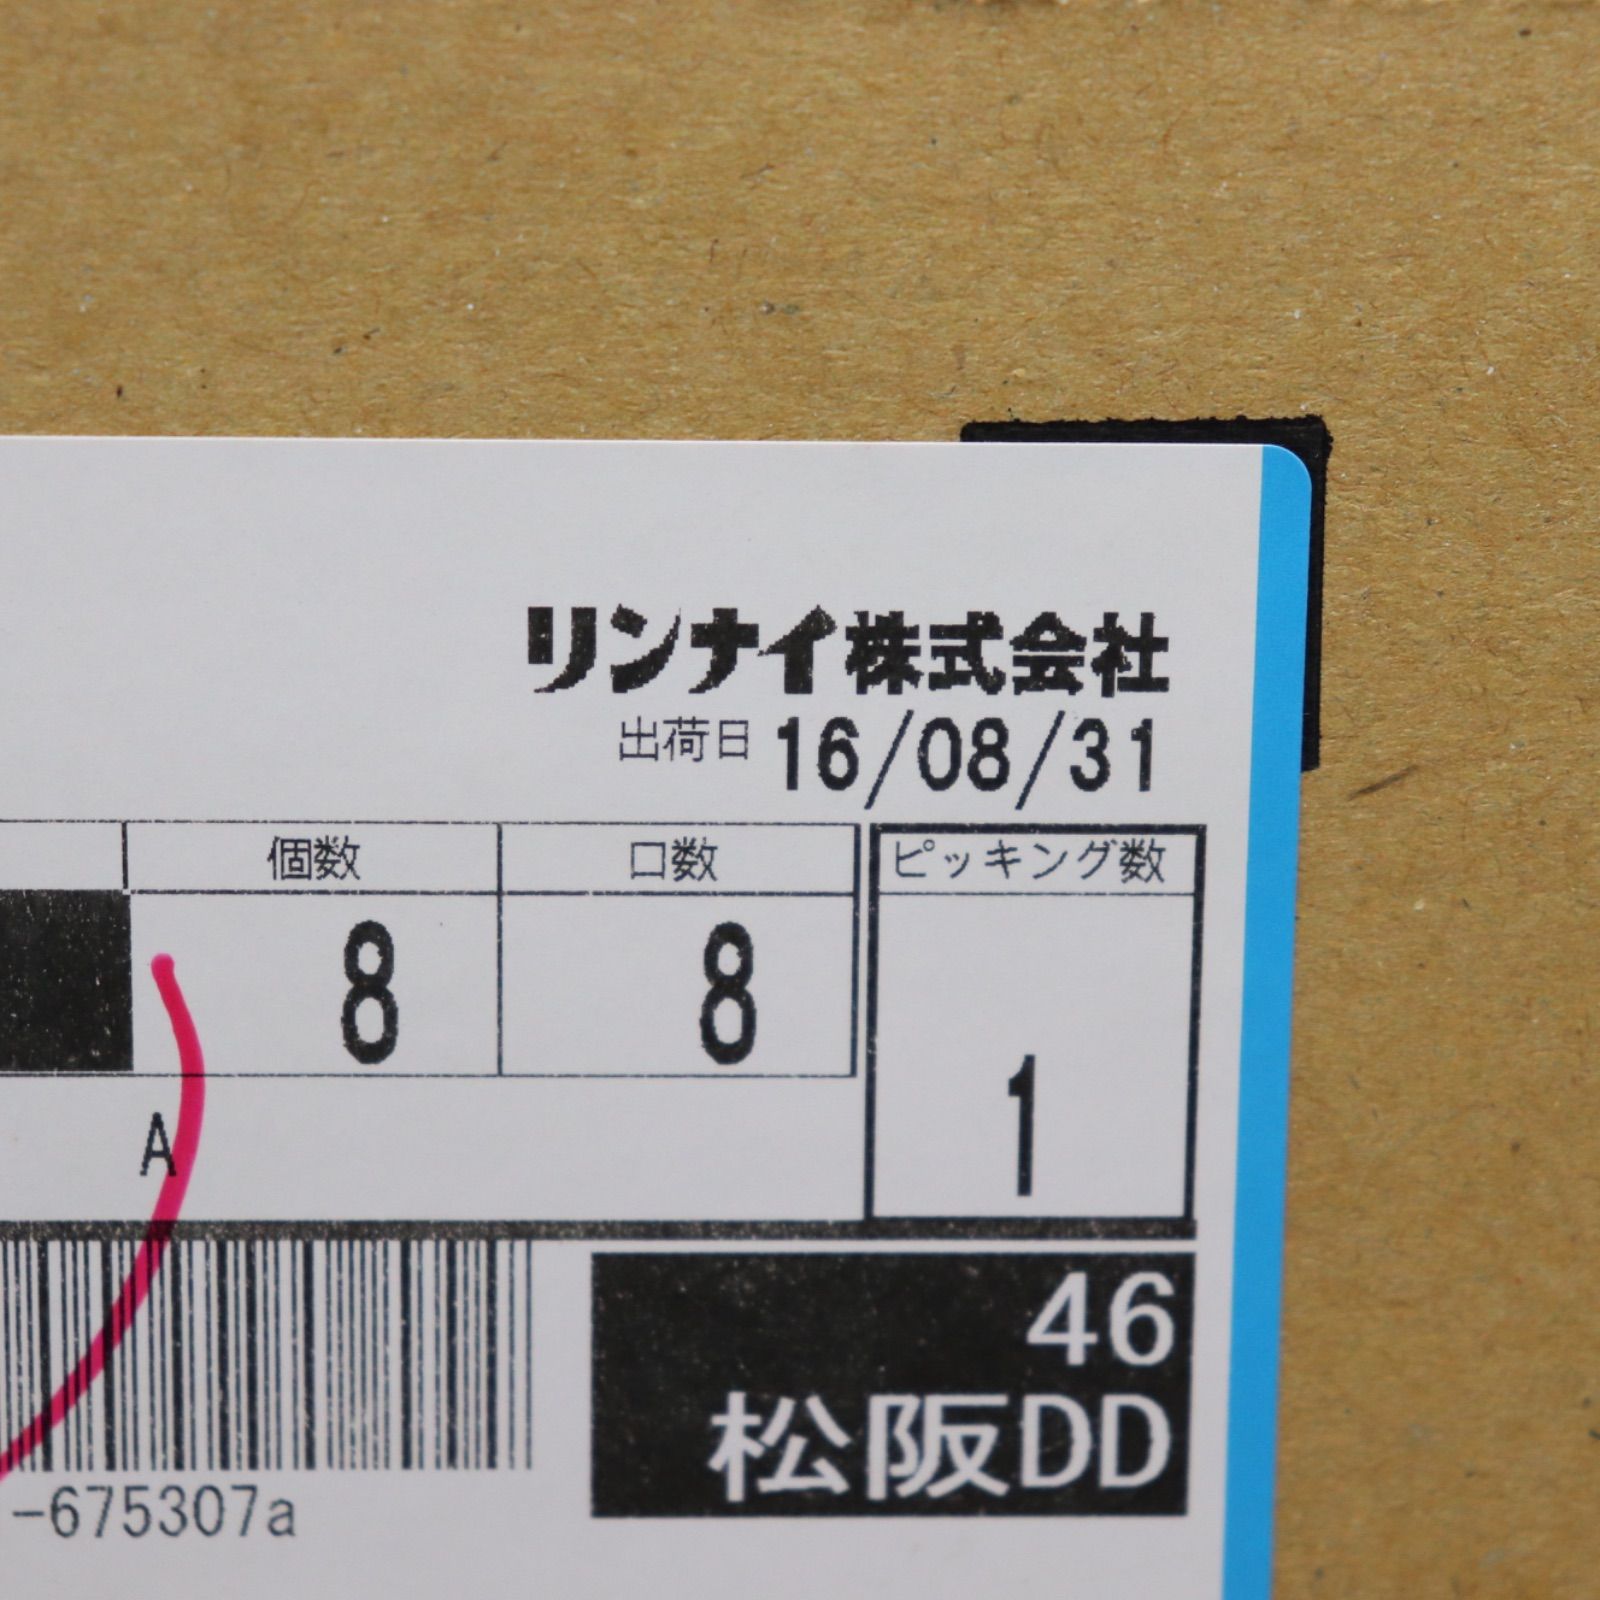 リンナイ株式会社
出荷日 16/08/31
個数 口数 ピッキング数
8 8 1
A
46
松阪DD
-675307a